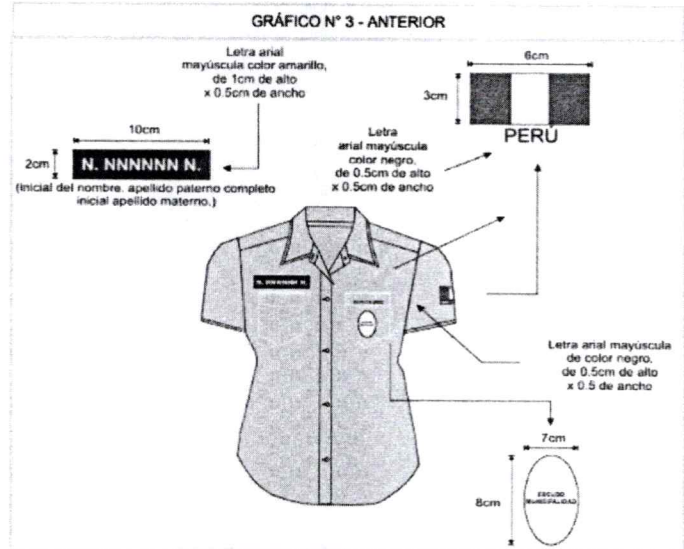 GRÁFICO N° 3 - ANTERIOR
Letra arial
mayúscula color amarillo,
de 1cm de alto
x 0.5cm de ancho
10cm
2cm
N. NNNNNN N.
(inicial del nombre. apellido paterno completo
inicial apellido materno.)
6cm
3cm
PERÚ
Letra
arial mayúscula
color negro,
de 0.5cm de alto
x 0.5cm de ancho
N. NNNNNN N.
Letra arial mayúscula
de color negro,
de 0.5cm de alto
x 0.5 de ancho
7cm
8cm
ESCUDO
MUNICIPALIDAD